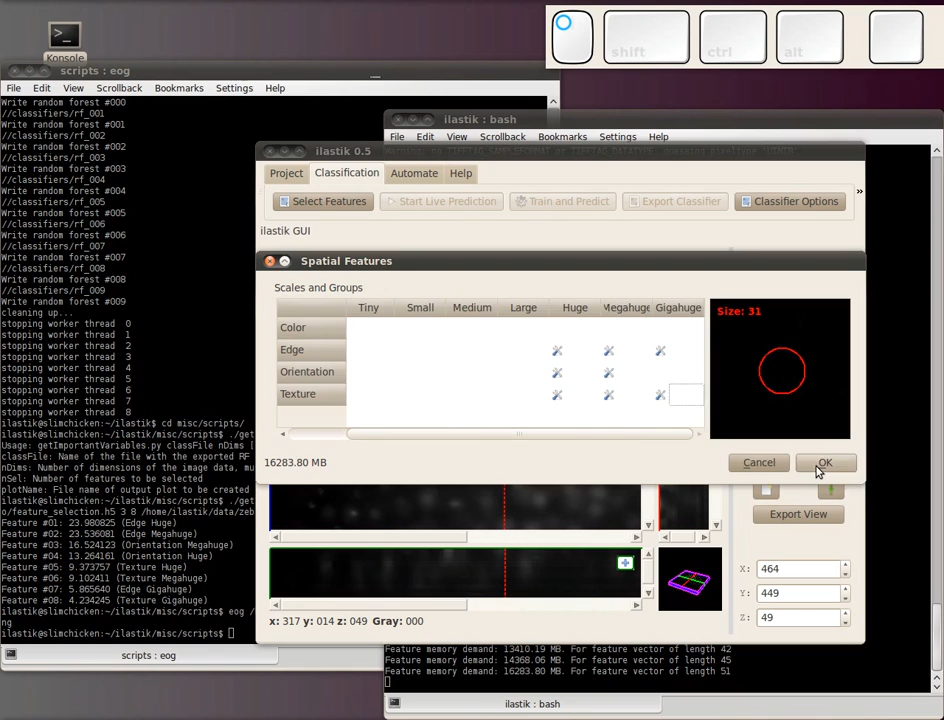 Konsole
shift
ctrl
alt
scripts : eog
File Edit View Scrollback Bookmarks Settings Help
Write random forest #000
//classifiers/rf_001
Write random forest #001
//classifiers/rf_002
Write random forest #002
//classifiers/rf_003
Write random forest #003
//classifiers/rf_004
Write random forest #004
//classifiers/rf_005
Write random forest #005
//classifiers/rf_006
Write random forest #006
//classifiers/rf_007
Write random forest #007
//classifiers/rf_008
Write random forest #008
//classifiers/rf_009
Write random forest #009
cleaning up...
stopping worker thread 0
stopping worker thread 1
stopping worker thread 2
stopping worker thread 3
stopping worker thread 4
stopping worker thread 5
stopping worker thread 6
stopping worker thread 7
stopping worker thread 8
ilastik@slimchicken:~/ilastik$ cd misc/scripts/
ilastik@slimchicken:~/ilastik/misc/scripts$ ./get
Usage: getImportantVariables.py classFile nDims [
classFile: Name of the file with the exported RF
nDims: Number of dimensions of the image data, mu
nSel: Number of features to be selected
plotName: File name of output plot to be created
ilastik@slimchicken:~/ilastik/misc/scripts$ ./get
o/feature_selection.h5 3 8 /home/ilastik/data/zeb
Feature #01: 23.980825 (Edge Huge)
Feature #02: 23.536081 (Edge Megahuge)
Feature #03: 16.524123 (Orientation Megahuge)
Feature #04: 13.264161 (Orientation Huge)
Feature #05: 9.373757 (Texture Huge)
Feature #06: 9.102411 (Texture Megahuge)
Feature #07: 5.865640 (Edge Gigahuge)
Feature #08: 4.234245 (Texture Gigahuge)
ilastik@slimchicken:~/ilastik/misc/scripts$ eog /
ng
ilastik@slimchicken:~/ilastik/misc/scripts$
scripts : eog
ilastik : bash
File Edit View Scrollback Bookmarks Settings Help
ilastik 0.5
Project Classification Automate Help
Select Features Start Live Prediction Train and Predict Export Classifier Classifier Options »
ilastik GUI
Spatial Features
Scales and Groups
Tiny Small Medium Large Huge Megahuge Gigahuge
Color
Edge
Orientation
Texture
Size: 31
16283.80 MB
Cancel OK
Export View
X: 464
Y: 449
Z: 49
x: 317 y: 014 z: 049 Gray: 000
Feature memory demand: 13410.19 MB. For feature vector of length 42
Feature memory demand: 14368.06 MB. For feature vector of length 45
Feature memory demand: 16283.80 MB. For feature vector of length 51
ilastik : bash